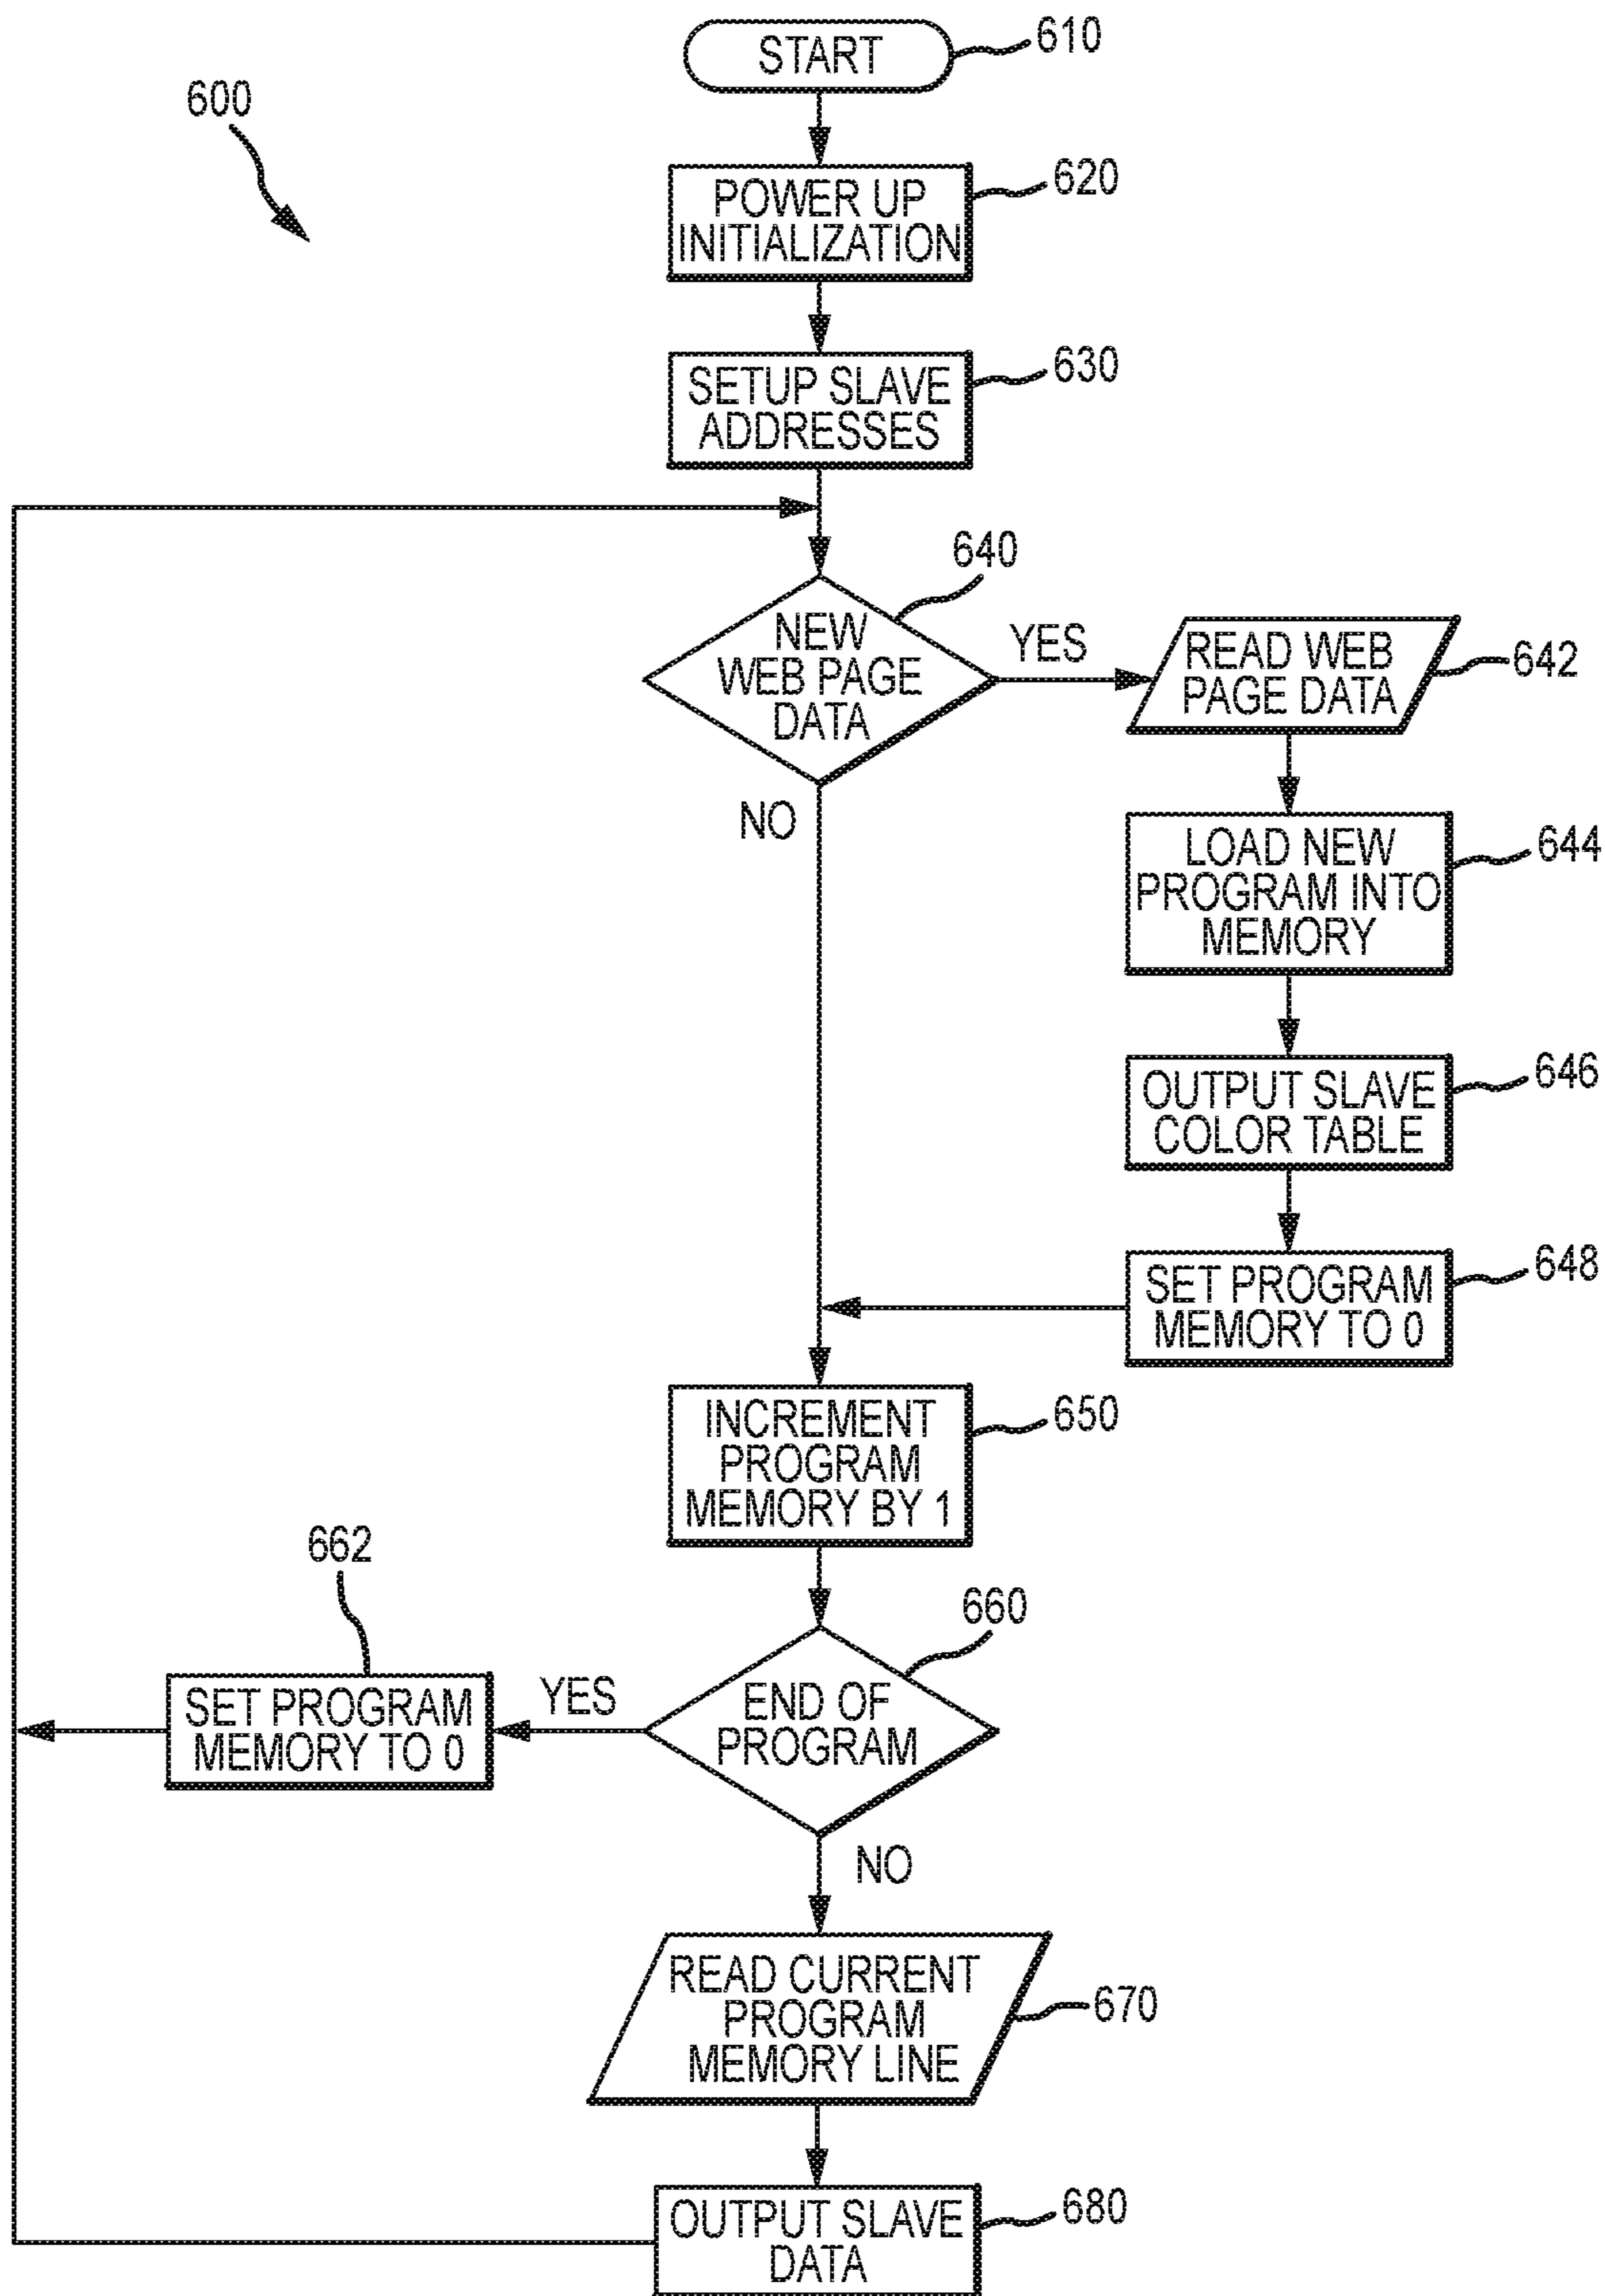 START
610
600
POWER UP
INITIALIZATION
620
SETUP SLAVE
ADDRESSES
630
640
NEW
WEB PAGE
DATA
YES
NO
READ WEB
PAGE DATA
642
LOAD NEW
PROGRAM INTO
MEMORY
644
OUTPUT SLAVE
COLOR TABLE
646
SET PROGRAM
MEMORY TO 0
648
INCREMENT
PROGRAM
MEMORY BY 1
650
660
END OF
PROGRAM
YES
662
SET PROGRAM
MEMORY TO 0
NO
READ CURRENT
PROGRAM
MEMORY LINE
670
OUTPUT SLAVE
DATA
680